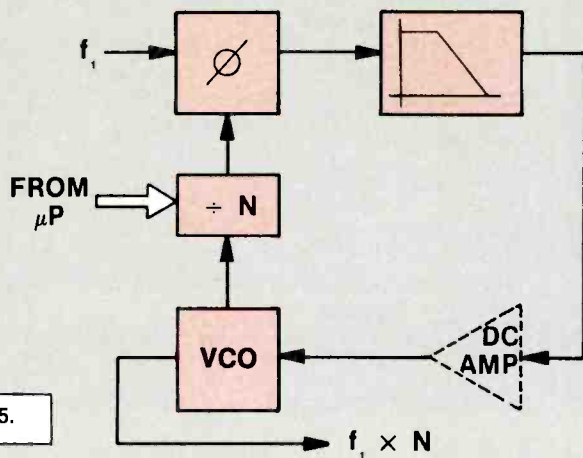 f₁
ø
FROM
μP
÷ N
VCO
DC
AMP
5.
f₁ × N